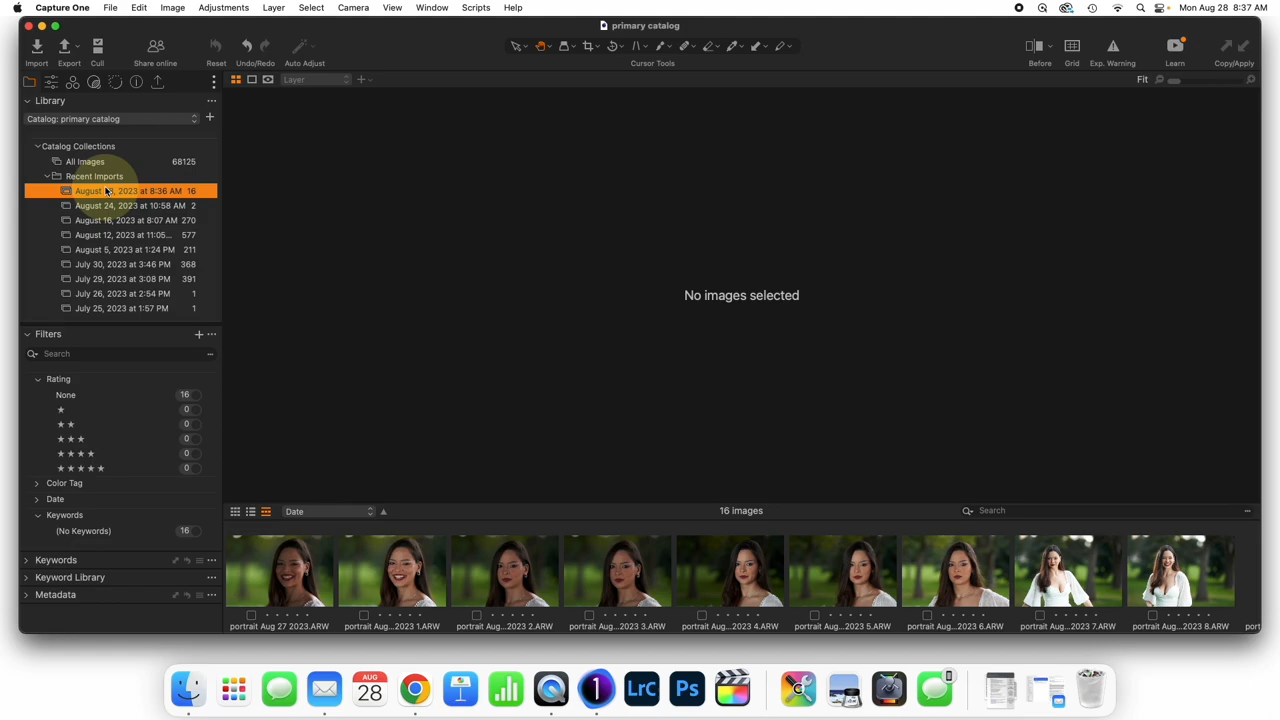 Capture One File Edit Image Adjustments Layer Select Camera View Window Scripts Help Mon Aug 28 8:37 AM
primary catalog
Import Export Cull Share online Reset Undo/Redo Auto Adjust Cursor Tools Before Grid Exp. Warning Learn Copy/Apply
Layer Fit
Library
Catalog: primary catalog
Catalog Collections
All Images 68125
Recent Imports
August 28, 2023 at 8:36 AM 16
August 24, 2023 at 10:58 AM 2
August 16, 2023 at 8:07 AM 270
August 12, 2023 at 11:05... 577
August 5, 2023 at 1:24 PM 211
July 30, 2023 at 3:46 PM 368
July 29, 2023 at 3:08 PM 391
July 26, 2023 at 2:54 PM 1
July 25, 2023 at 1:57 PM 1
No images selected
Filters
Search
Rating
None 16
★ 0
★★ 0
★★★ 0
★★★★ 0
★★★★★ 0
Color Tag
Date
Keywords
(No Keywords) 16
Keywords
Keyword Library
Metadata
Date 16 images Search
portrait Aug 27 2023.ARW portrait Aug...2023 1.ARW portrait Aug...2023 2.ARW portrait Aug...2023 3.ARW portrait Aug...2023 4.ARW portrait Aug...2023 5.ARW portrait Aug...2023 6.ARW portrait Aug...2023 7.ARW portrait Aug...2023 8.ARW port
AUG
28
1
LrC
Ps